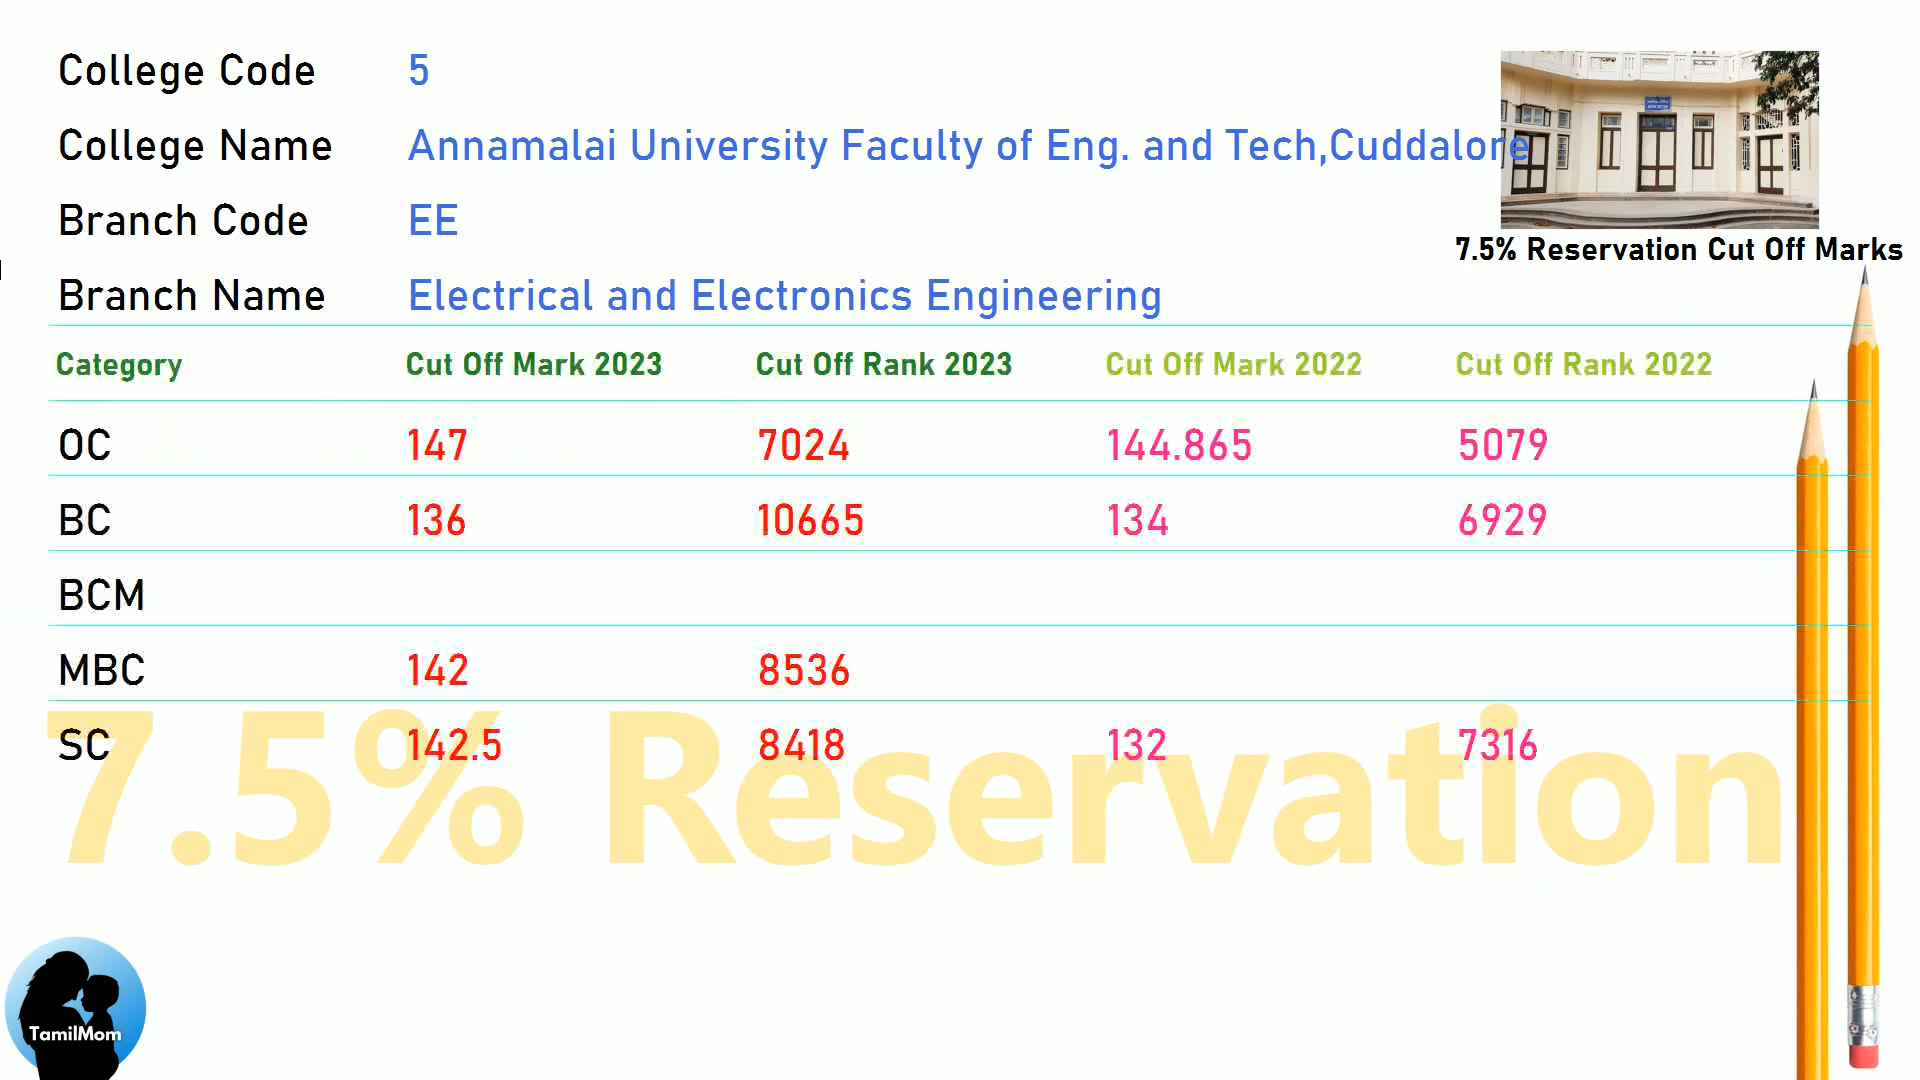 College Code 5
College Name Annamalai University Faculty of Eng. and Tech,Cuddalore
Branch Code EE
7.5% Reservation Cut Off Marks
Branch Name Electrical and Electronics Engineering
Category Cut Off Mark 2023 Cut Off Rank 2023 Cut Off Mark 2022 Cut Off Rank 2022
OC 147 7024 144.865 5079
BC 136 10665 134 6929
BCM
MBC 142 8536
SC 142.5 8418 132 7316
7.5% Reservation
TamilMom